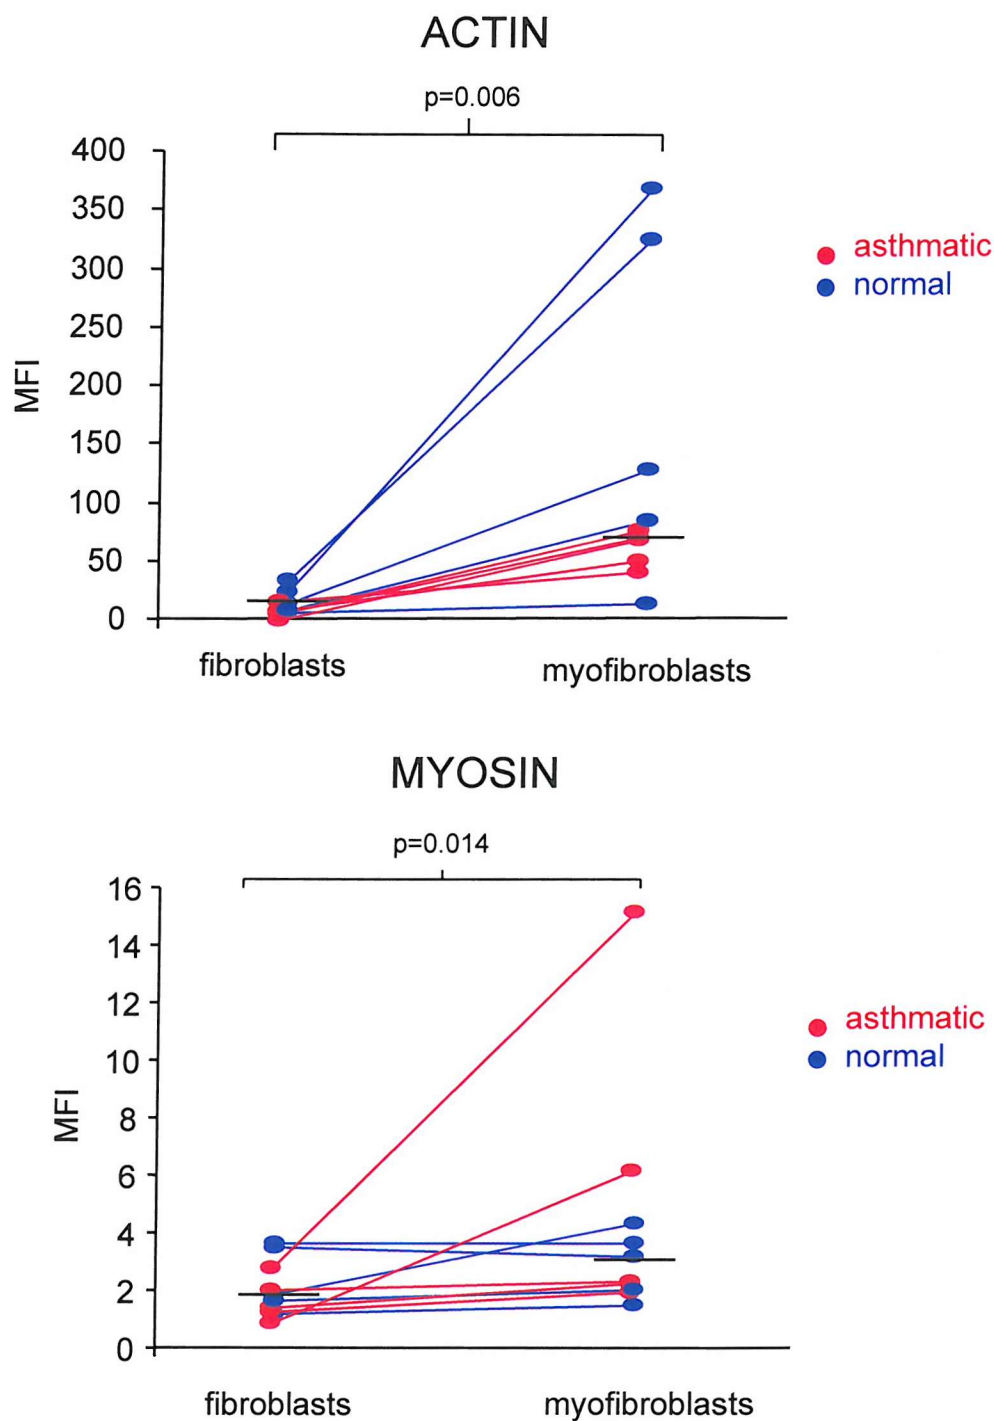 ACTIN
p=0.006
400
350
300
250
200
150
100
50
0
MFI
asthmatic
normal
fibroblasts
myofibroblasts
MYOSIN
p=0.014
16
14
12
10
8
6
4
2
0
MFI
asthmatic
normal
fibroblasts
myofibroblasts